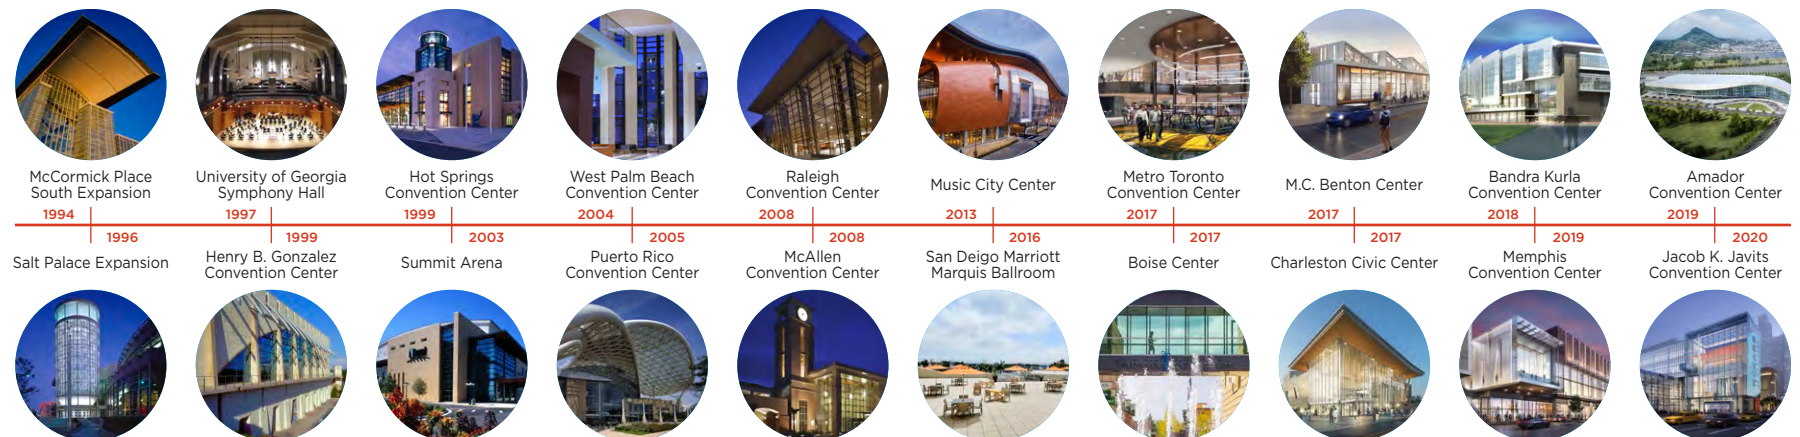 McCormick Place
South Expansion
University of Georgia
Symphony Hall
Hot Springs
Convention Center
West Palm Beach
Convention Center
Raleigh
Convention Center
Music City Center
Metro Toronto
Convention Center
M.C. Benton Center
Bandra Kurla
Convention Center
Amador
Convention Center
1994
1997
1999
2004
2008
2013
2017
2017
2018
2019
1996
1999
2003
2005
2008
2016
2017
2017
2019
2020
Salt Palace Expansion
Henry B. Gonzalez
Convention Center
Summit Arena
Puerto Rico
Convention Center
McAllen
Convention Center
San Deigo Marriott
Marquis Ballroom
Boise Center
Charleston Civic Center
Memphis
Convention Center
Jacob K. Javits
Convention Center